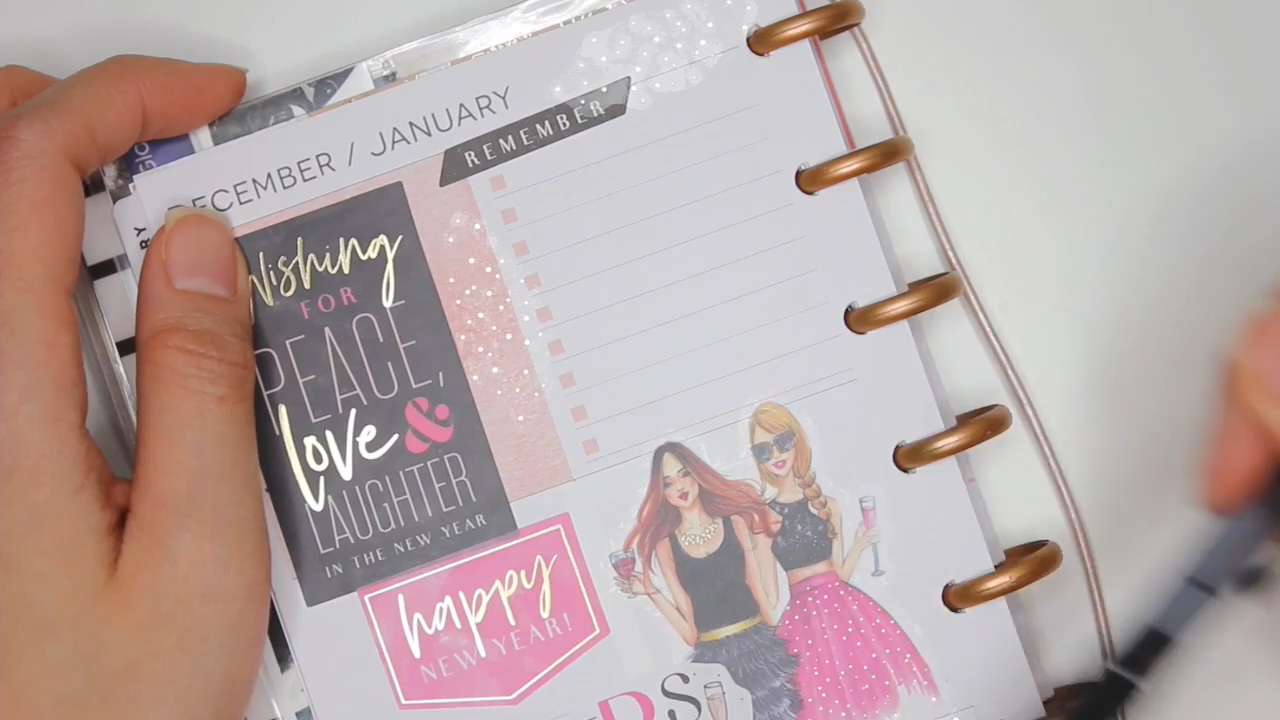 DECEMBER / JANUARY
REMEMBER
Wishing
FOR
PEACE,
love &
LAUGHTER
IN THE NEW YEAR
happy
NEW YEAR!